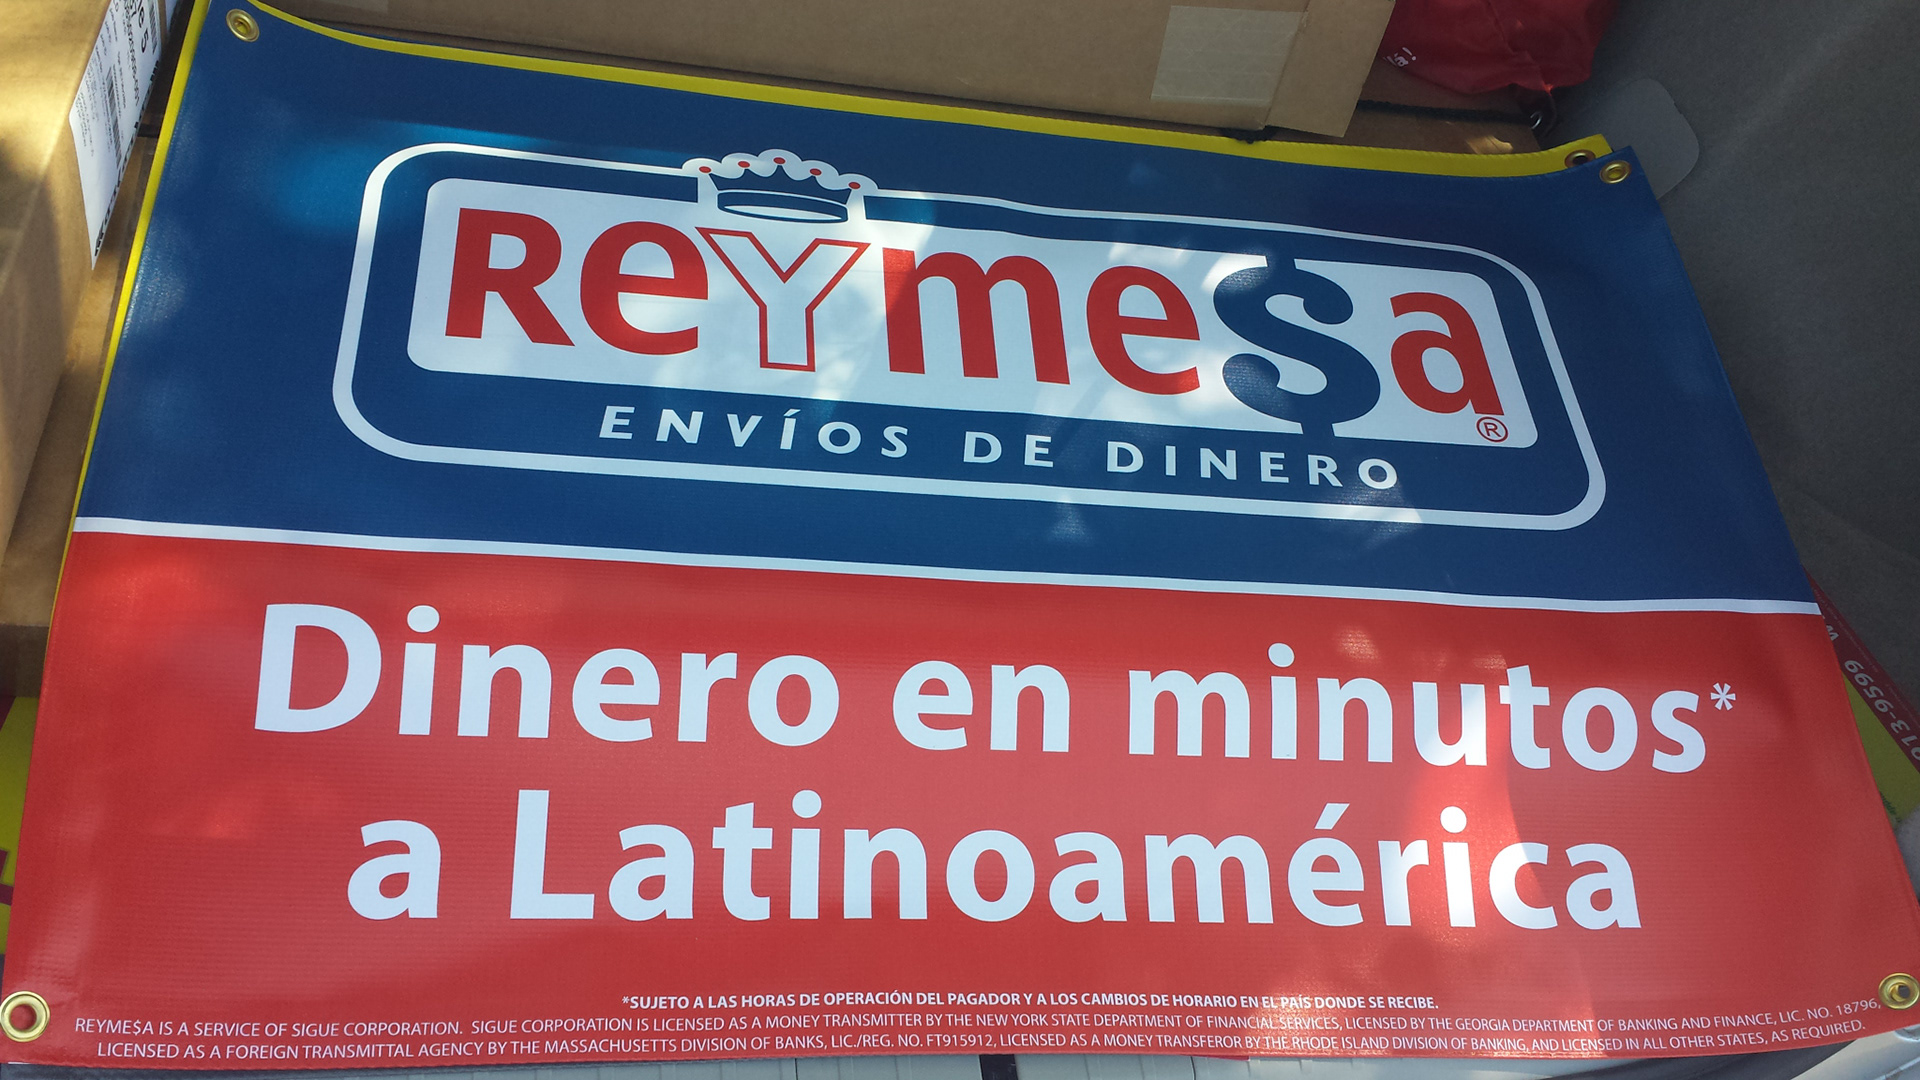 Reyme$a®
ENVÍOS DE DINERO
Dinero en minutos*
a Latinoamérica
*SUJETO A LAS HORAS DE OPERACIÓN DEL PAGADOR Y A LOS CAMBIOS DE HORARIO EN EL PAÍS DONDE SE RECIBE.
REYME$A IS A SERVICE OF SIGUE CORPORATION. SIGUE CORPORATION IS LICENSED AS A MONEY TRANSMITTER BY THE NEW YORK STATE DEPARTMENT OF FINANCIAL SERVICES, LICENSED BY THE GEORGIA DEPARTMENT OF BANKING AND FINANCE, LIC. NO. 18796,
LICENSED AS A FOREIGN TRANSMITTAL AGENCY BY THE MASSACHUSETTS DIVISION OF BANKS, LIC./REG. NO. FT915912, LICENSED AS A MONEY TRANSFEROR BY THE RHODE ISLAND DIVISION OF BANKING, AND LICENSED IN ALL OTHER STATES, AS REQUIRED.